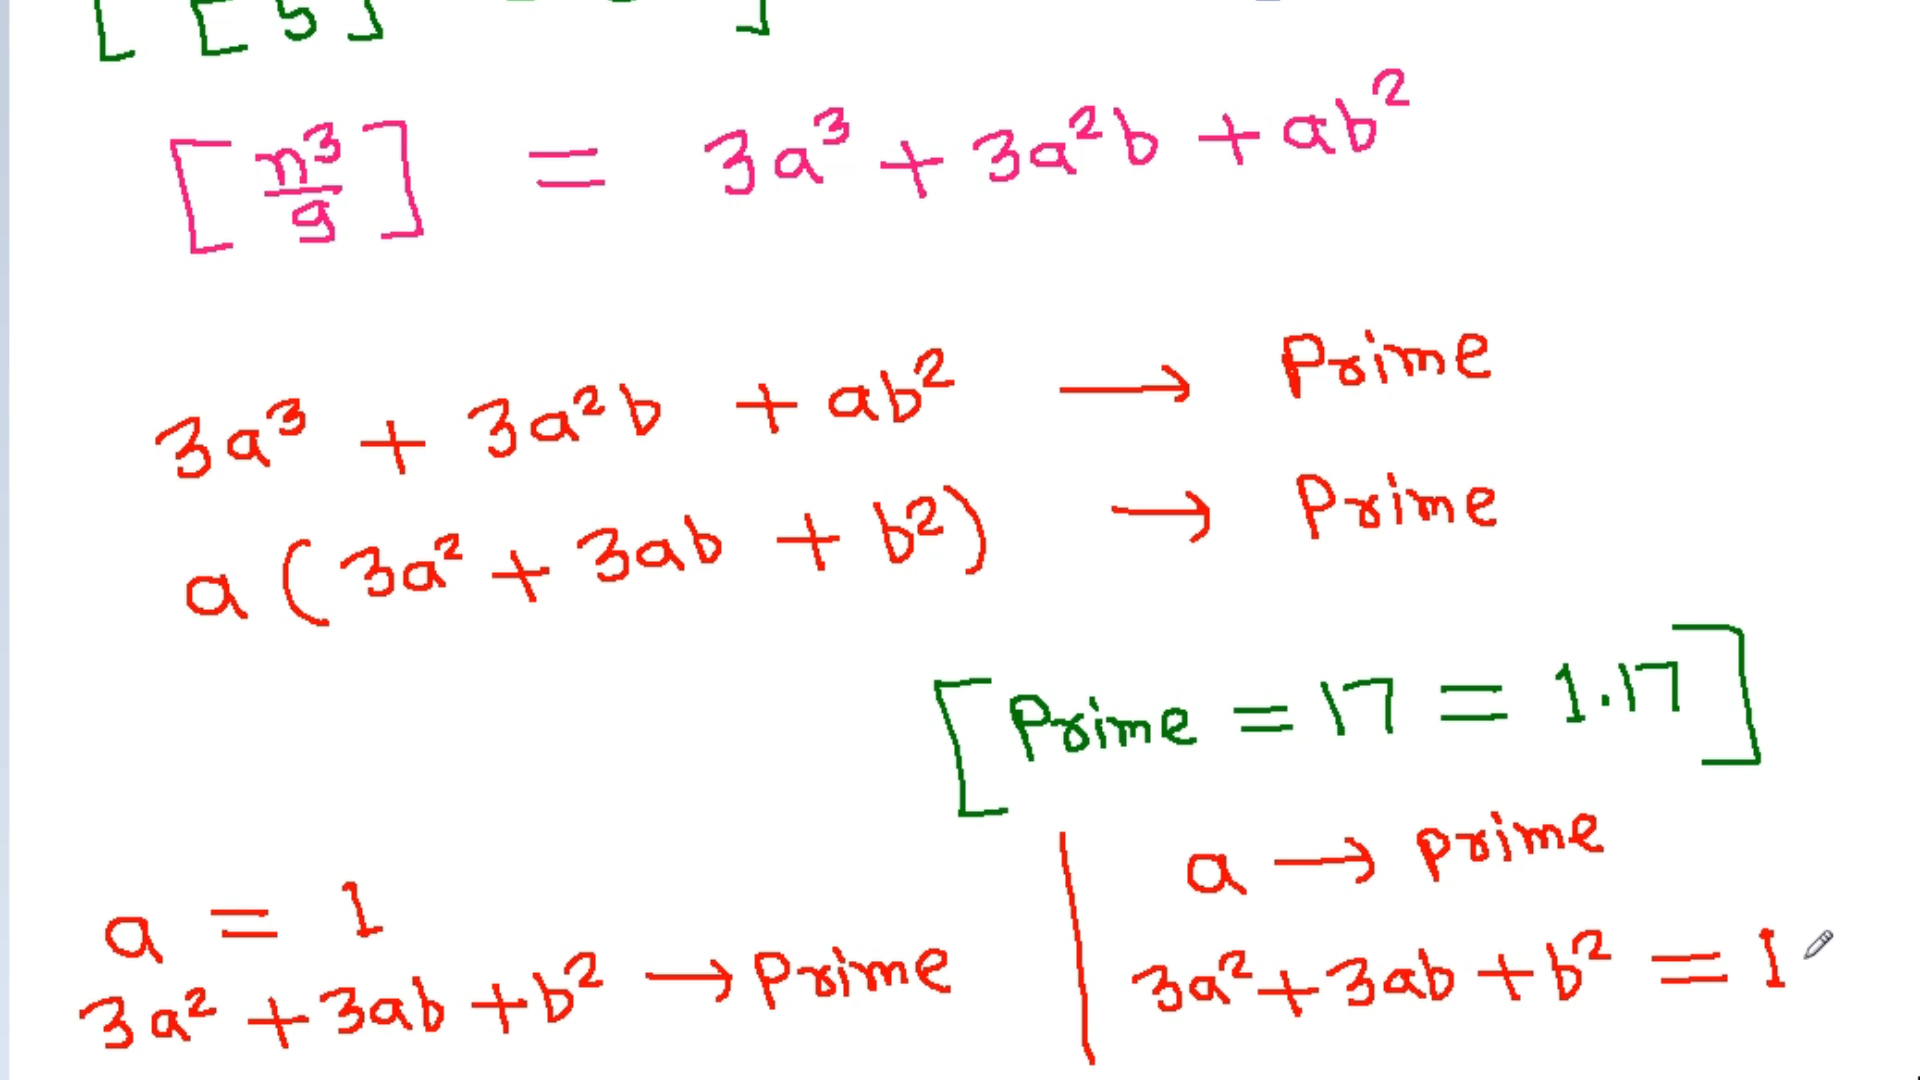 [ [ 5 ] ]
[n³/9] = 3a³ + 3a²b + ab²
3a³ + 3a²b + ab² → Prime
a (3a² + 3ab + b²) → Prime
[Prime = 17 = 1.17]
a = 1
3a² + 3ab + b² → Prime
a → prime
3a² + 3ab + b² = 1